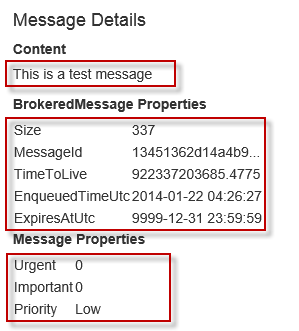 Message Details
Content
This is a test message
BrokeredMessage Properties
Size 337
MessageId 13451362d14a4b9...
TimeToLive 922337203685.4775
EnqueuedTimeUtc 2014-01-22 04:26:27
ExpiresAtUtc 9999-12-31 23:59:59
Message Properties
Urgent 0
Important 0
Priority Low